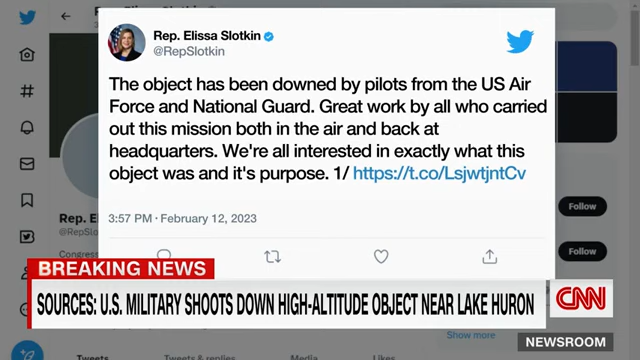 Rep. Elissa Slotkin
@RepSlotkin
The object has been downed by pilots from the US Air
Force and National Guard. Great work by all who carried
out this mission both in the air and back at
headquarters. We're all interested in exactly what this
object was and it's purpose. 1/ https://t.co/LsjwtjntCv
3:57 PM · February 12, 2023
Rep. E
@RepSlo
Congress
Follow
Follow
BREAKING NEWS
SOURCES: U.S. MILITARY SHOOTS DOWN HIGH-ALTITUDE OBJECT NEAR LAKE HURON
CNN
NEWSROOM
Show more
Tweets
Tweets & replies
Media
Likes